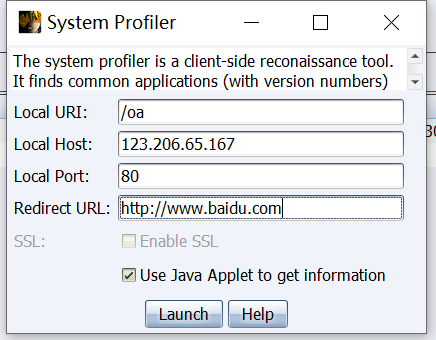 System Profiler
The system profiler is a client-side reconaissance tool.
It finds common applications (with version numbers)
Local URI: /oa
Local Host: 123.206.65.167
Local Port: 80
Redirect URL: http://www.baidu.com
SSL: Enable SSL
Use Java Applet to get information
Launch Help